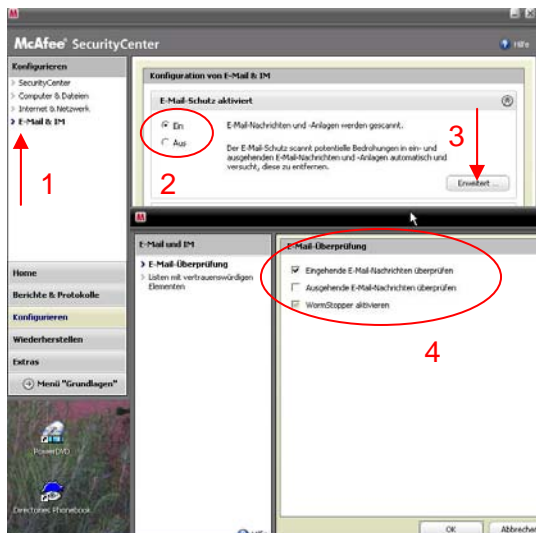 McAfee® SecurityCenter
Hilfe
Konfigurieren
> SecurityCenter
> Computer & Dateien
> Internet & Netzwerk
> E-Mail & IM
1
Konfiguration von E-Mail & IM
E-Mail-Schutz aktiviert
Ein
Aus
2
E-Mail-Nachrichten und -Anlagen werden gescannt.
Der E-Mail-Schutz scannt potentielle Bedrohungen in ein- und
ausgehenden E-Mail-Nachrichten und -Anlagen automatisch und
versucht, diese zu entfernen.
3
Erweitert ...
Home
Berichte & Protokolle
Konfigurieren
Wiederherstellen
Extras
Menü "Grundlagen"
E-Mail und IM
> E-Mail-Überprüfung
> Listen mit vertrauenswürdigen
Elementen
E-Mail-Überprüfung
Eingehende E-Mail-Nachrichten überprüfen
Ausgehende E-Mail-Nachrichten überprüfen
WormStopper aktivieren
4
PowerDVD
Directories Phonebook
Hilfe
OK
Abbrechen